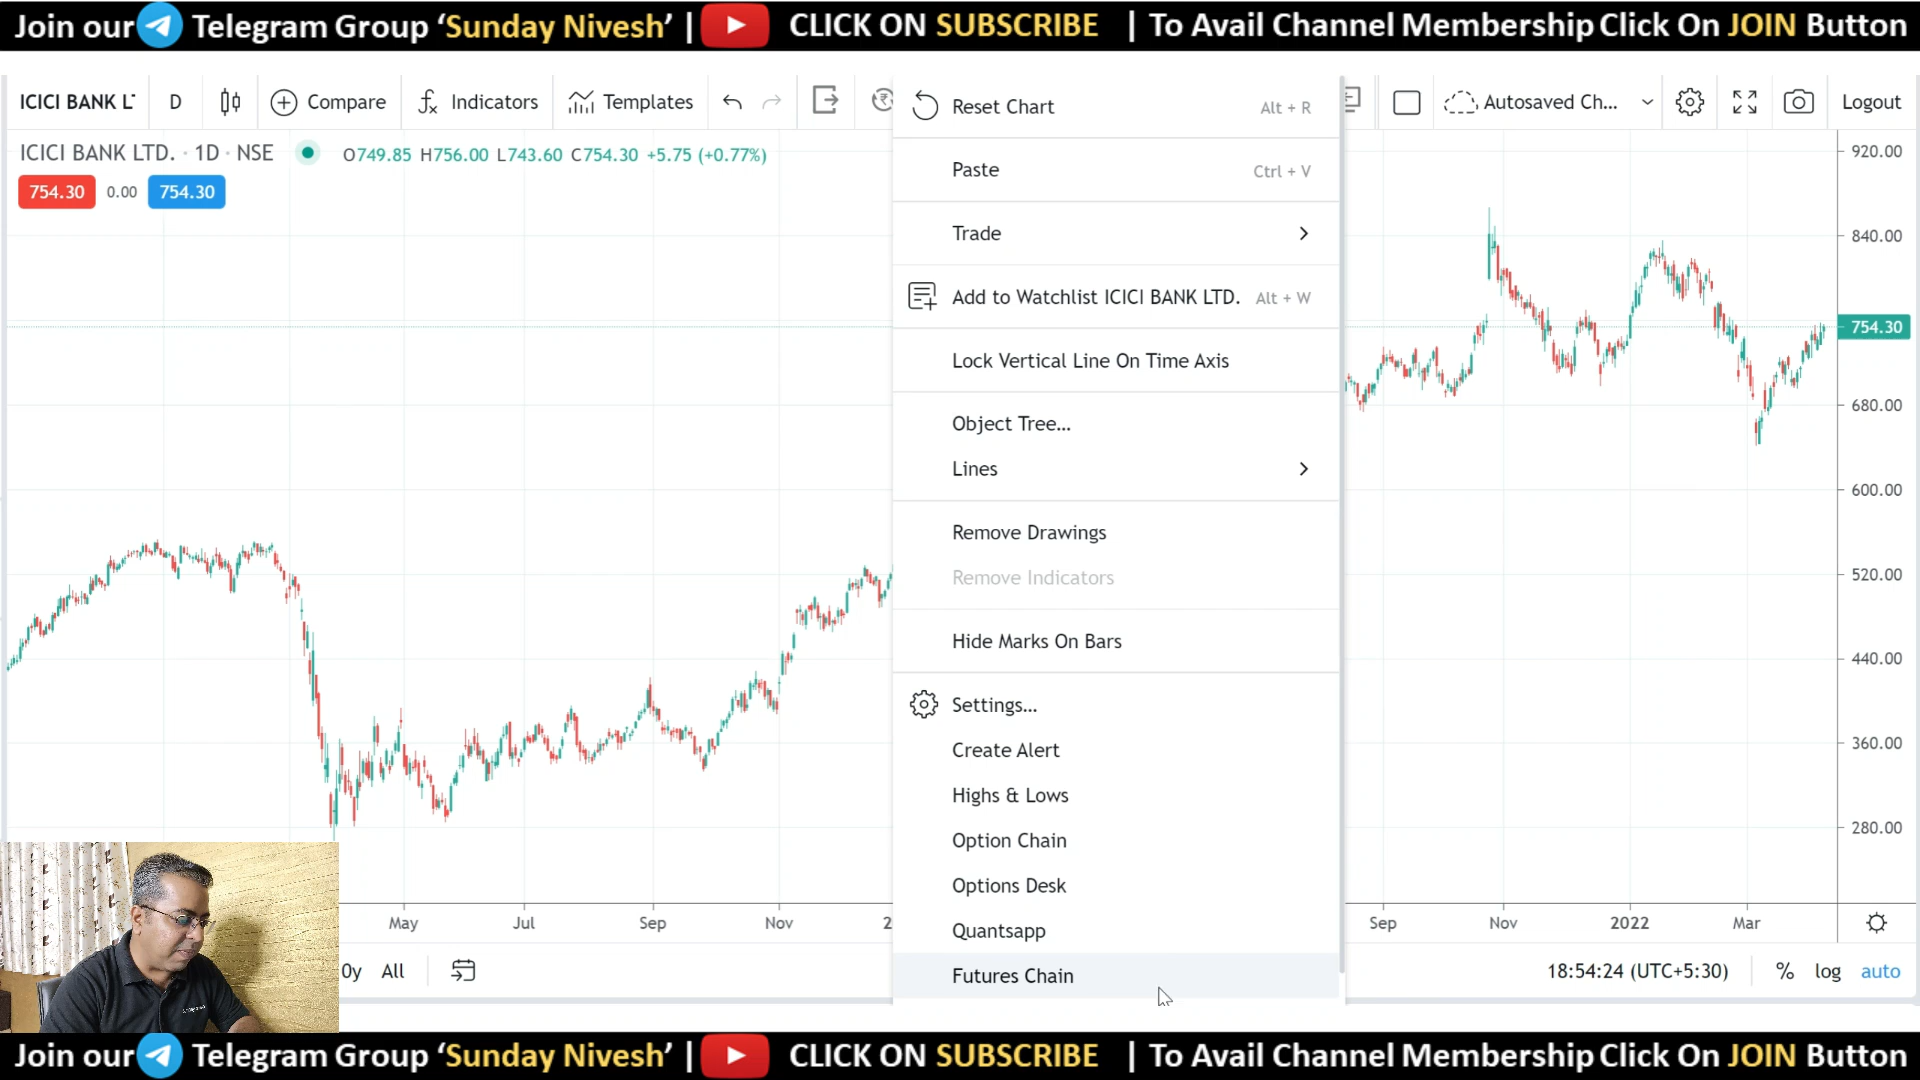 Join our Telegram Group ‘Sunday Nivesh’ | CLICK ON SUBSCRIBE | To Avail Channel Membership Click On JOIN Button
ICICI BANK LT D Compare Indicators Templates Autosaved Ch... Logout
ICICI BANK LTD. · 1D · NSE O749.85 H756.00 L743.60 C754.30 +5.75 (+0.77%)
754.30 0.00 754.30
Reset Chart Alt + R
Paste Ctrl + V
Trade
Add to Watchlist ICICI BANK LTD. Alt + W
Lock Vertical Line On Time Axis
Object Tree...
Lines
Remove Drawings
Remove Indicators
Hide Marks On Bars
Settings...
Create Alert
Highs & Lows
Option Chain
Options Desk
Quantsapp
Futures Chain
920.00
840.00
754.30
680.00
600.00
520.00
440.00
360.00
280.00
May Jul Sep Nov 2 Sep Nov 2022 Mar
0y All 18:54:24 (UTC+5:30) % log auto
Join our Telegram Group ‘Sunday Nivesh’ | CLICK ON SUBSCRIBE | To Avail Channel Membership Click On JOIN Button